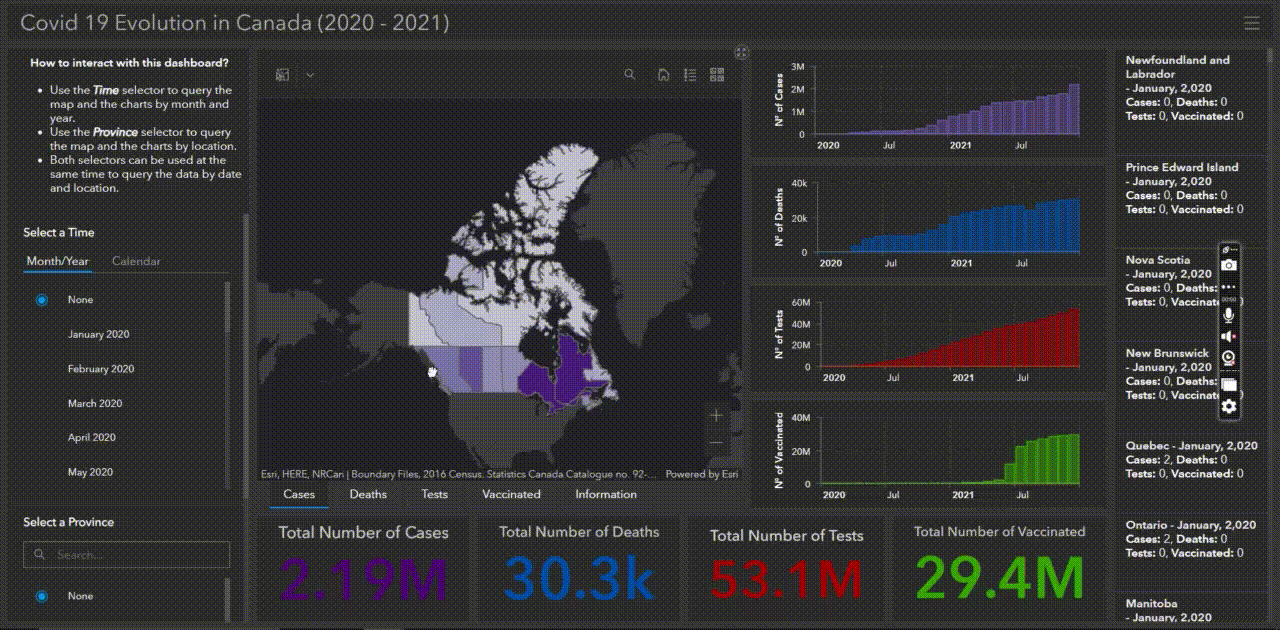 Covid 19 Evolution in Canada (2020 - 2021)
How to interact with this dashboard?
• Use the Time selector to query the
map and the charts by month and
year.
• Use the Province selector to query
the map and the charts by location.
• Both selectors can be used at the
same time to query the data by date
and location.
Select a Time
Month/Year
Calendar
None
January 2020
February 2020
March 2020
April 2020
May 2020
Select a Province
Search...
None
Esri, HERE, NRCan | Boundary Files, 2016 Census. Statistics Canada Catalogue no. 92-...
Powered by Esri
Cases
Deaths
Tests
Vaccinated
Information
Total Number of Cases
2.19M
Total Number of Deaths
30.3k
Total Number of Tests
53.1M
Total Number of Vaccinated
29.4M
N° of Cases
3M
2M
1M
0
2020
Jul
2021
Jul
N° of Deaths
40k
20k
0
2020
Jul
2021
Jul
N° of Tests
60M
40M
20M
0
2020
Jul
2021
Jul
N° of Vaccinated
40M
20M
0
2020
Jul
2021
Jul
Newfoundland and
Labrador
- January, 2,020
Cases: 0, Deaths: 0
Tests: 0, Vaccinated: 0
Prince Edward Island
- January, 2,020
Cases: 0, Deaths: 0
Tests: 0, Vaccinated: 0
Nova Scotia
- January, 2,020
Cases: 0, Deaths:
Tests: 0, Vaccinat
New Brunswick
- January, 2,020
Cases: 0, Deaths:
Tests: 0, Vaccinate
Quebec - January, 2,020
Cases: 2, Deaths: 0
Tests: 0, Vaccinated: 0
Ontario - January, 2,020
Cases: 2, Deaths: 0
Tests: 0, Vaccinated: 0
Manitoba
- January, 2,020
00:00